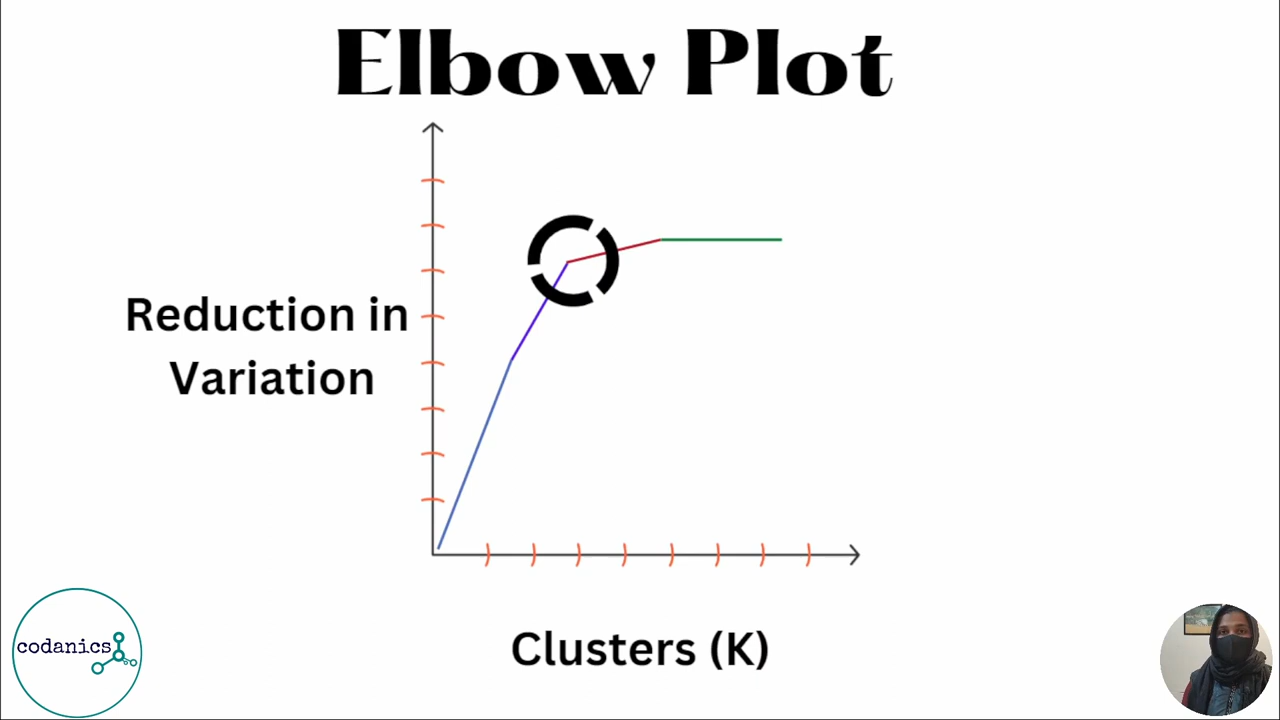 Elbow Plot
Reduction in
Variation
Clusters (K)
codanics